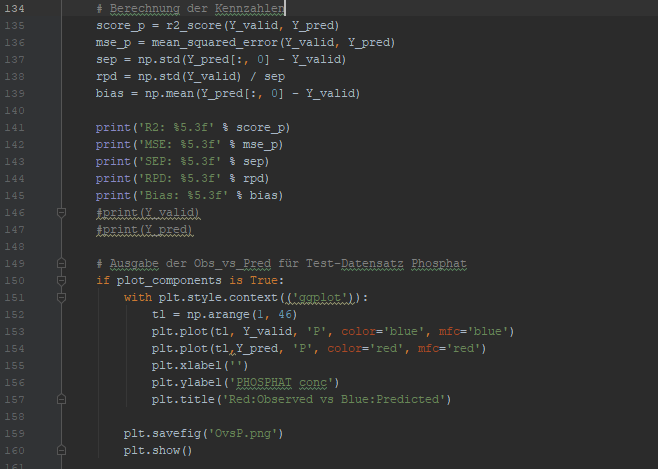 134 # Berechnung der Kennzahlen
135 score_p = r2_score(Y_valid, Y_pred)
136 mse_p = mean_squared_error(Y_valid, Y_pred)
137 sep = np.std(Y_pred[:, 0] - Y_valid)
138 rpd = np.std(Y_valid) / sep
139 bias = np.mean(Y_pred[:, 0] - Y_valid)
140
141 print('R2: %5.3f' % score_p)
142 print('MSE: %5.3f' % mse_p)
143 print('SEP: %5.3f' % sep)
144 print('RPD: %5.3f' % rpd)
145 print('Bias: %5.3f' % bias)
146 #print(Y_valid)
147 #print(Y_pred)
148
149 # Ausgabe der Obs_vs_Pred für Test-Datensatz Phosphat
150 if plot_components is True:
151 with plt.style.context(('ggplot')):
152 tl = np.arange(1, 46)
153 plt.plot(tl, Y_valid, 'P', color='blue', mfc='blue')
154 plt.plot(tl,Y_pred, 'P', color='red', mfc='red')
155 plt.xlabel('')
156 plt.ylabel('PHOSPHAT conc')
157 plt.title('Red:Observed vs Blue:Predicted')
158
159 plt.savefig('OvsP.png')
160 plt.show()
161